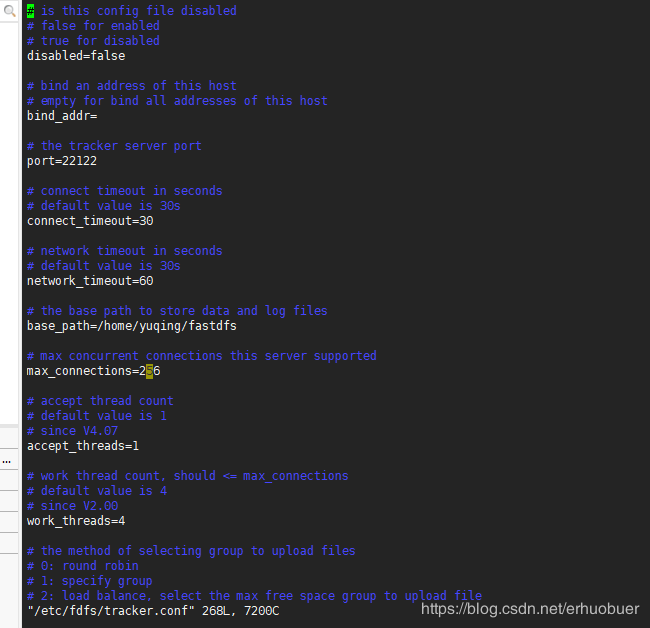 # is this config file disabled
# false for enabled
# true for disabled
disabled=false
# bind an address of this host
# empty for bind all addresses of this host
bind_addr=
# the tracker server port
port=22122
# connect timeout in seconds
# default value is 30s
connect_timeout=30
# network timeout in seconds
# default value is 30s
network_timeout=60
# the base path to store data and log files
base_path=/home/yuqing/fastdfs
# max concurrent connections this server supported
max_connections=256
# accept thread count
# default value is 1
# since V4.07
accept_threads=1
# work thread count, should <= max_connections
# default value is 4
# since V2.00
work_threads=4
# the method of selecting group to upload files
# 0: round robin
# 1: specify group
# 2: load balance, select the max free space group to upload file
"/etc/fdfs/tracker.conf" 268L, 7200C
https://blog.csdn.net/erhuobuer
...